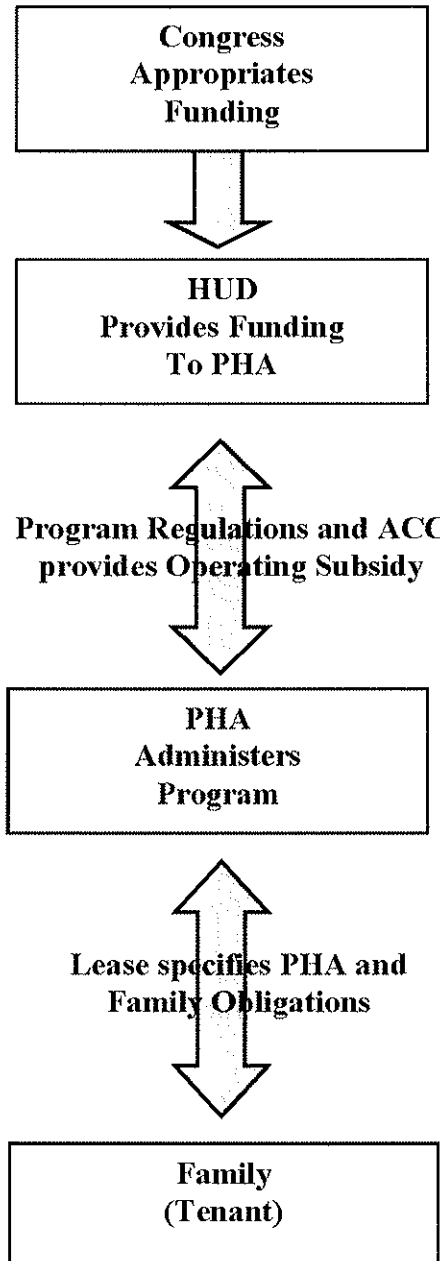 Congress
Appropriates
Funding
HUD
Provides Funding
To PHA
Program Regulations and ACC
provides Operating Subsidy
PHA
Administers
Program
Lease specifies PHA and
Family Obligations
Family
(Tenant)